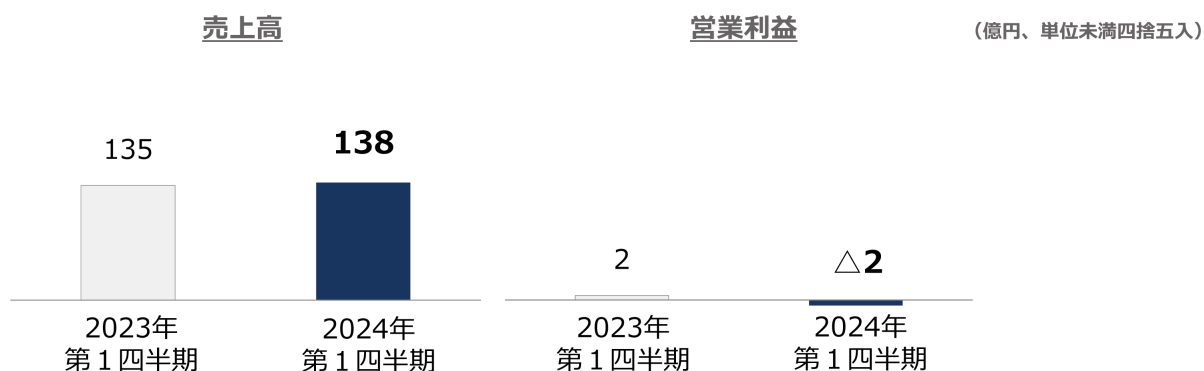 売上高
営業利益
（億円、単位未満四捨五入）
135
138
2023年
第１四半期
2024年
第１四半期
2
△2
2023年
第１四半期
2024年
第１四半期